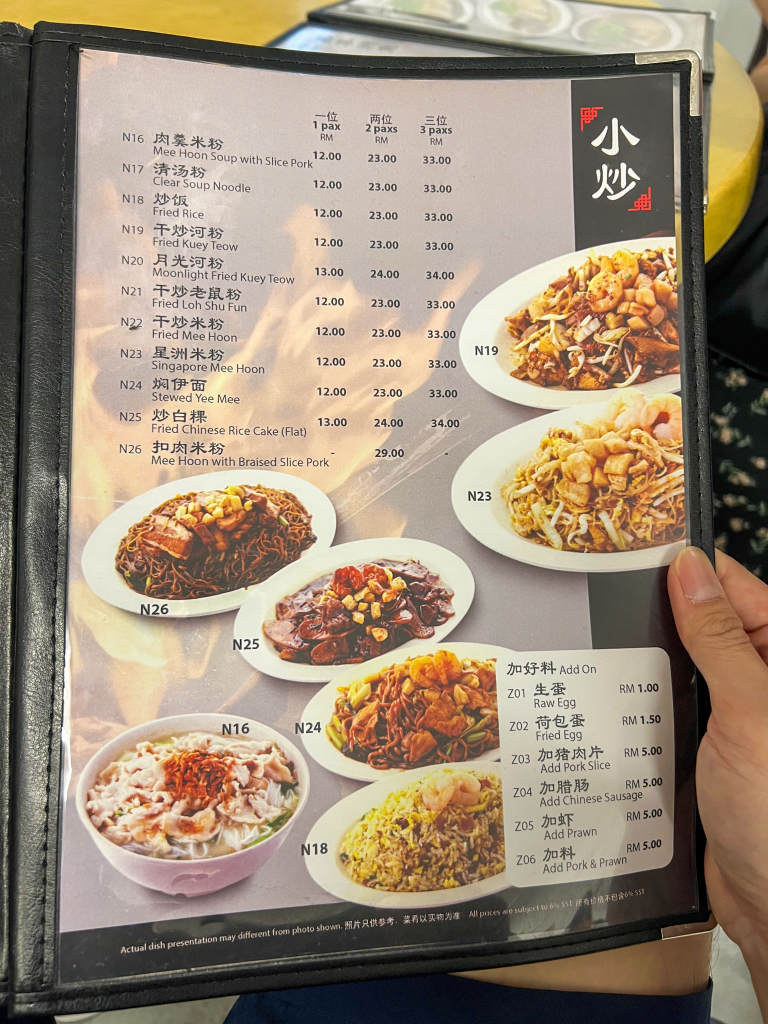 小炒
一位 两位 三位
1 pax 2 paxs 3 paxs
RM RM RM
N16 肉羹米粉
Mee Hoon Soup with Slice Pork 12.00 23.00 33.00
N17 清汤粉
Clear Soup Noodle 12.00 23.00 33.00
N18 炒饭
Fried Rice 12.00 23.00 33.00
N19 干炒河粉
Fried Kuey Teow 12.00 23.00 33.00
N20 月光河粉
Moonlight Fried Kuey Teow 13.00 24.00 34.00
N21 干炒老鼠粉
Fried Loh Shu Fun 12.00 23.00 33.00
N22 干炒米粉
Fried Mee Hoon 12.00 23.00 33.00
N23 星洲米粉
Singapore Mee Hoon 12.00 23.00 33.00
N24 焖伊面
Stewed Yee Mee 12.00 23.00 33.00
N25 炒白粿
Fried Chinese Rice Cake (Flat) 13.00 24.00 34.00
N26 扣肉米粉
Mee Hoon with Braised Slice Pork - 29.00 -
N19
N23
N26
N25
N24
N16
N18
加好料 Add On
Z01 生蛋 RM 1.00
Raw Egg
Z02 荷包蛋 RM 1.50
Fried Egg
Z03 加猪肉片 RM 5.00
Add Pork Slice
Z04 加腊肠 RM 5.00
Add Chinese Sausage
Z05 加虾 RM 5.00
Add Prawn
Z06 加料 RM 5.00
Add Pork & Prawn
Actual dish presentation may different from photo shown. 照片只供参考，菜肴以实物为准 . All prices are subject to 6% SST. 所有价格不包含6% SST